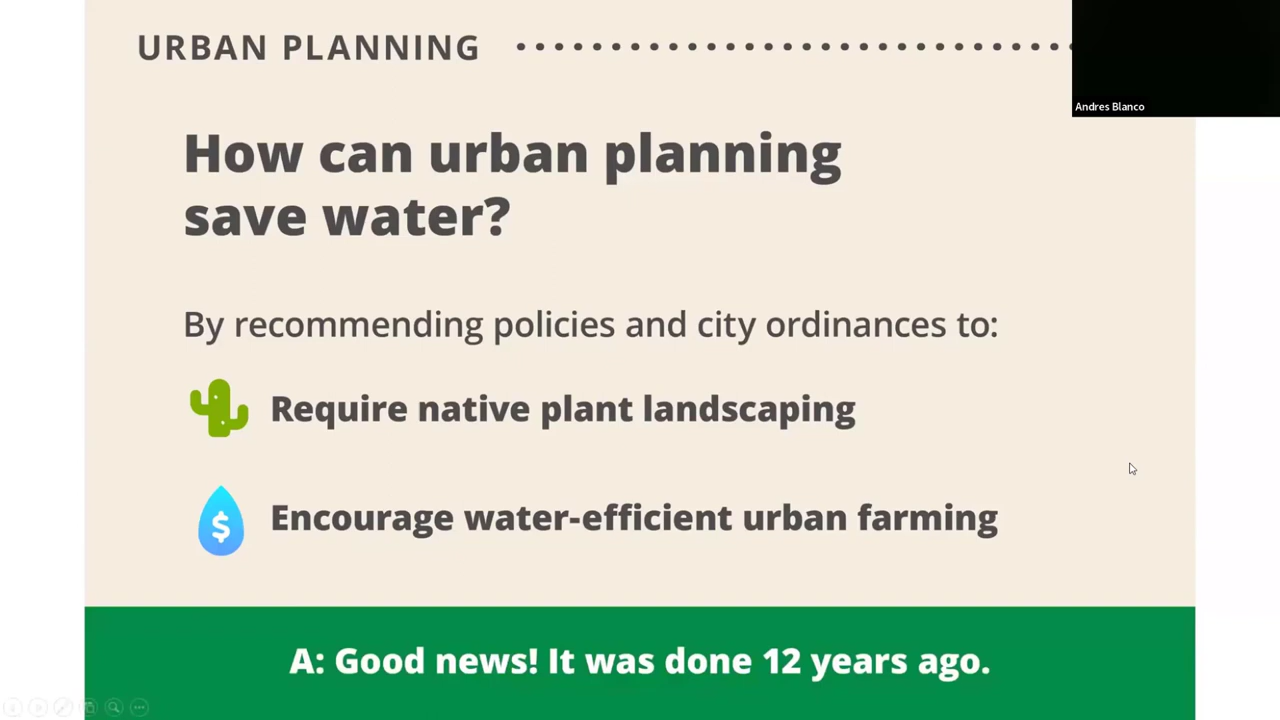 URBAN PLANNING
Andres Blanco
How can urban planning
save water?
By recommending policies and city ordinances to:
Require native plant landscaping
$
Encourage water-efficient urban farming
A: Good news! It was done 12 years ago.